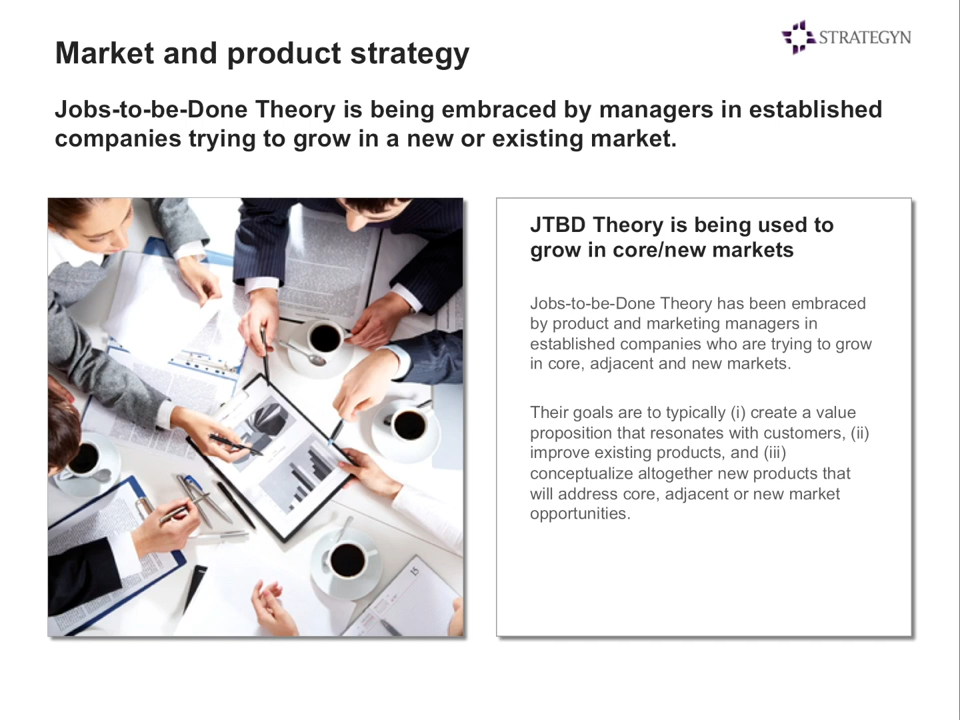 Market and product strategy
STRATEGYN
Jobs-to-be-Done Theory is being embraced by managers in established
companies trying to grow in a new or existing market.
JTBD Theory is being used to
grow in core/new markets
Jobs-to-be-Done Theory has been embraced
by product and marketing managers in
established companies who are trying to grow
in core, adjacent and new markets.
Their goals are to typically (i) create a value
proposition that resonates with customers, (ii)
improve existing products, and (iii)
conceptualize altogether new products that
will address core, adjacent or new market
opportunities.
15